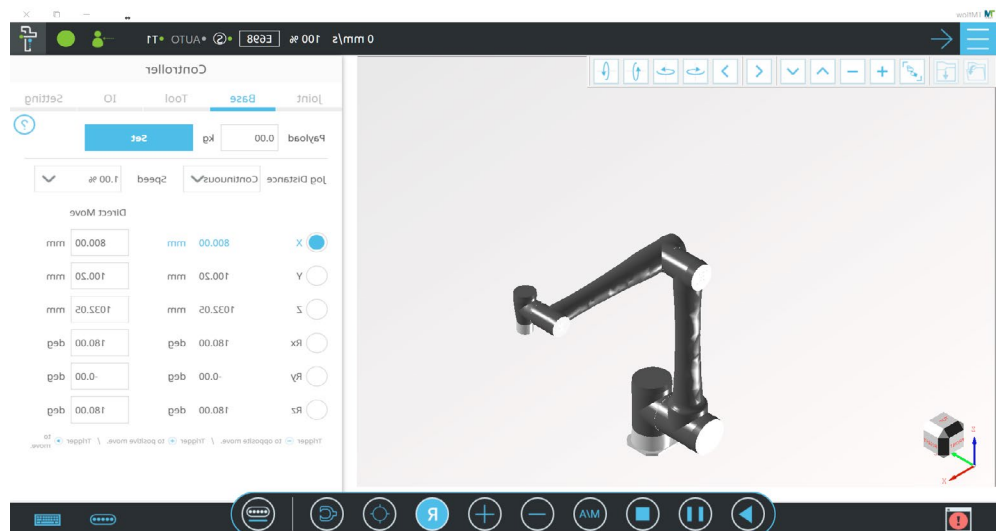 TMflow
0 mm/s 100 % E698 S AUTO T1
Controller
Joint Base Tool IO Setting
Payload 0.0 kg Set ?
Jog Distance Continuous Speed 1.00 %
Direct Move
X 800.00 mm 800.00 mm
Y 100.20 mm 100.20 mm
Z 1032.05 mm 1032.05 mm
Rx 180.00 deg 180.00 deg
Ry -0.00 deg -0.00 deg
Rz 180.00 deg 180.00 deg
Trigger to opposite move. / Trigger to positive move. / Trigger to move.
Z
X
M/A
R